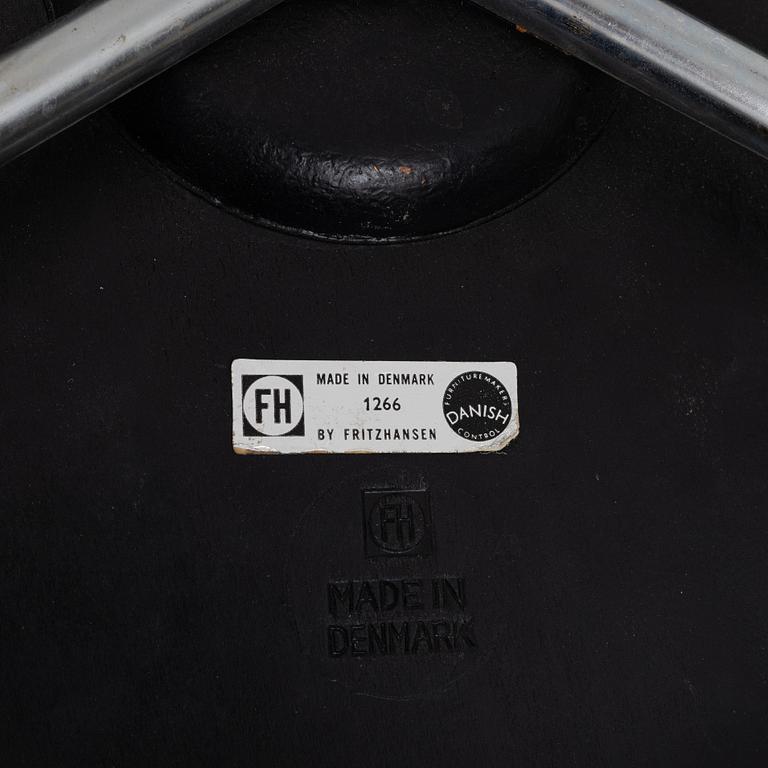 FH
MADE IN DENMARK
1266
BY FRITZHANSEN
FURNITUREMAKERS
DANISH
CONTROL
FH
MADE IN
DENMARK